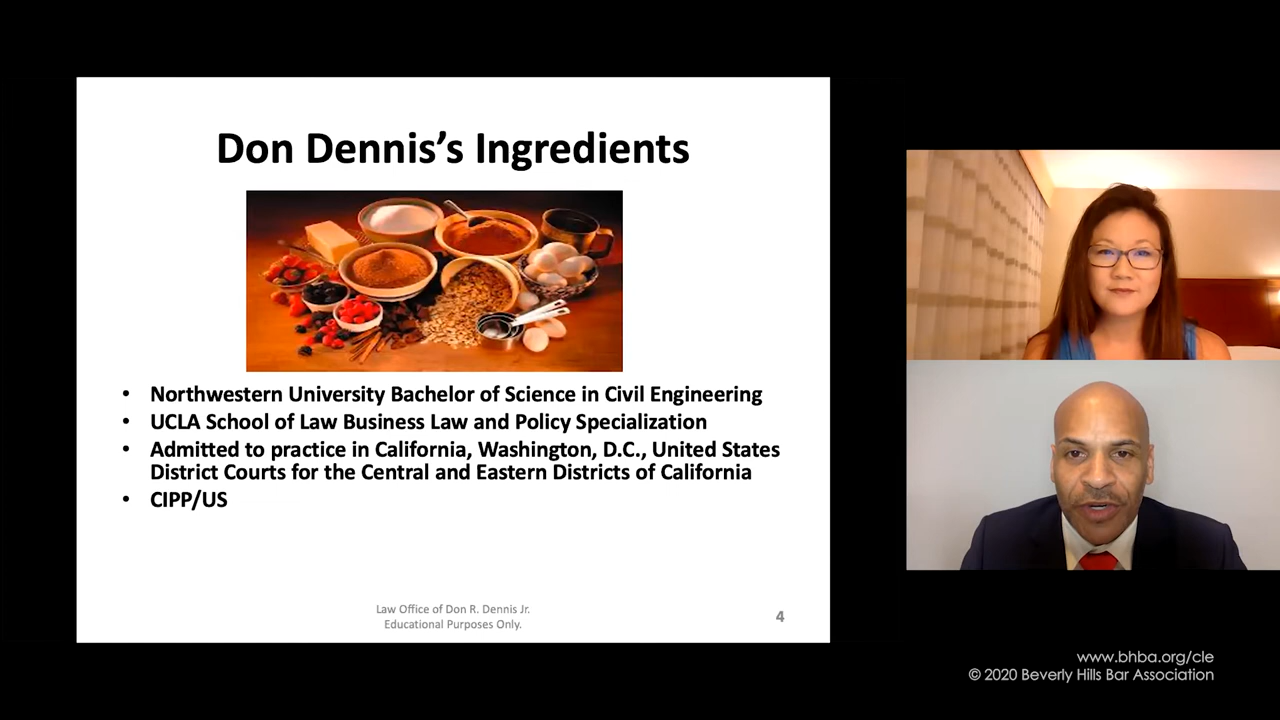 Don Dennis’s Ingredients
• Northwestern University Bachelor of Science in Civil Engineering
• UCLA School of Law Business Law and Policy Specialization
• Admitted to practice in California, Washington, D.C., United States
District Courts for the Central and Eastern Districts of California
• CIPP/US
Law Office of Don R. Dennis Jr.
Educational Purposes Only.
4
www.bhba.org/cle
© 2020 Beverly Hills Bar Association